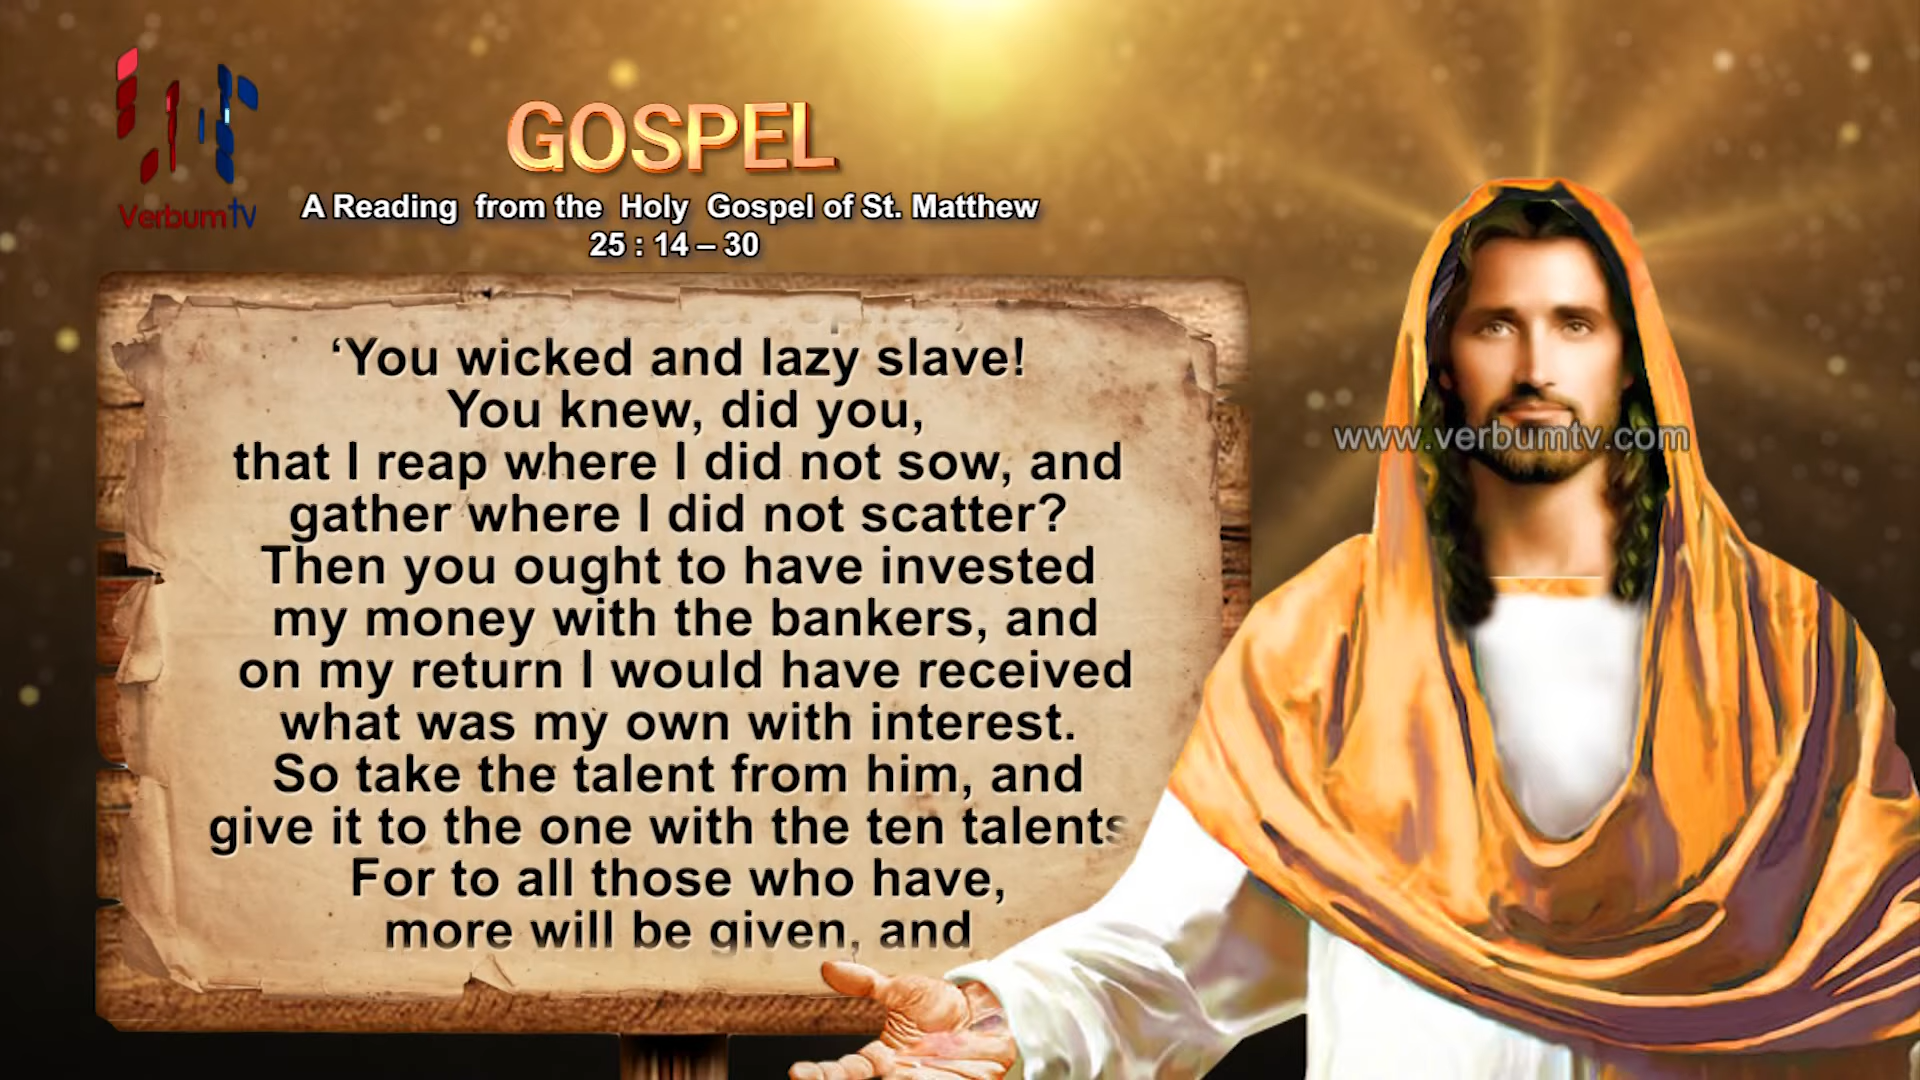 VerbumTV
GOSPEL
A Reading from the Holy Gospel of St. Matthew
25 : 14 – 30
‘You wicked and lazy slave!
You knew, did you,
that I reap where I did not sow, and
gather where I did not scatter?
Then you ought to have invested
my money with the bankers, and
on my return I would have received
what was my own with interest.
So take the talent from him, and
give it to the one with the ten talents
For to all those who have,
more will be given, and
www.verbumtv.com